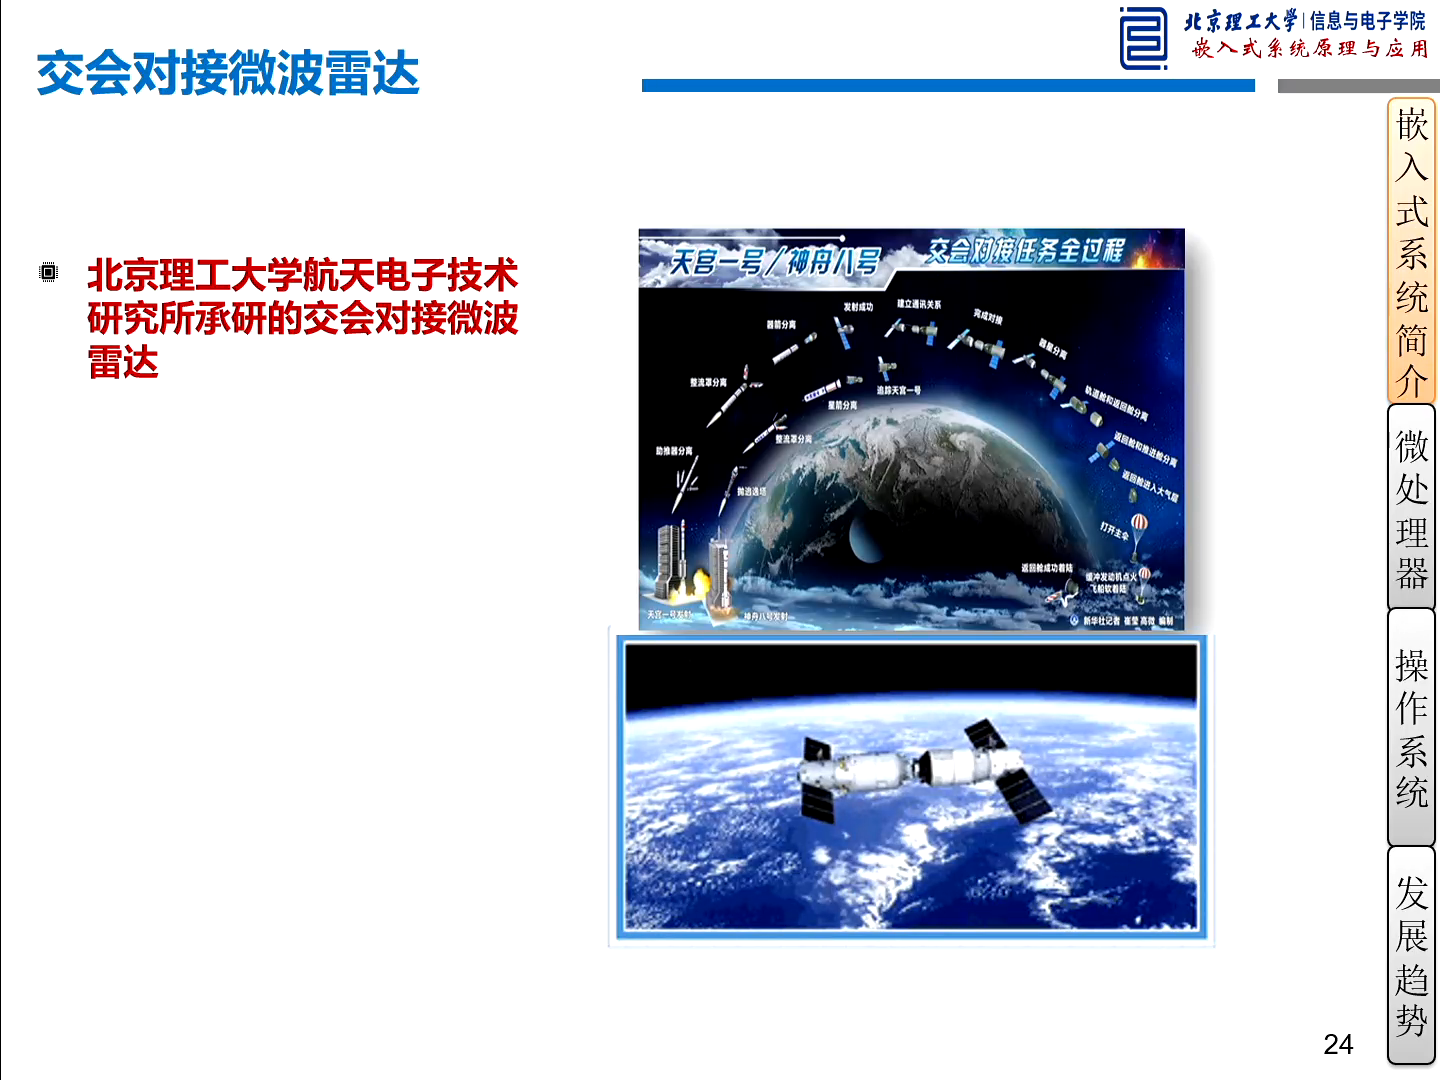 北京理工大学 信息与电子学院
嵌入式系统原理与应用
交会对接微波雷达
北京理工大学航天电子技术
研究所承研的交会对接微波
雷达
天宫一号/神舟八号
交会对接任务全过程
发射成功
建立通讯关系
完成对接
器箭分离
器星分离
整流罩分离
追踪天宫一号
星箭分离
轨道舱和返回舱分离
整流罩分离
返回舱和推进舱分离
助推器分离
返回舱进入大气层
抛逃逸塔
打开主伞
返回舱成功着陆
缓冲发动机点火
飞船软着陆
天宫一号发射
神舟八号发射
新华社记者 崔莹 高微 编制
嵌入式系统简介
微处理器
操作系统
发展趋势
24